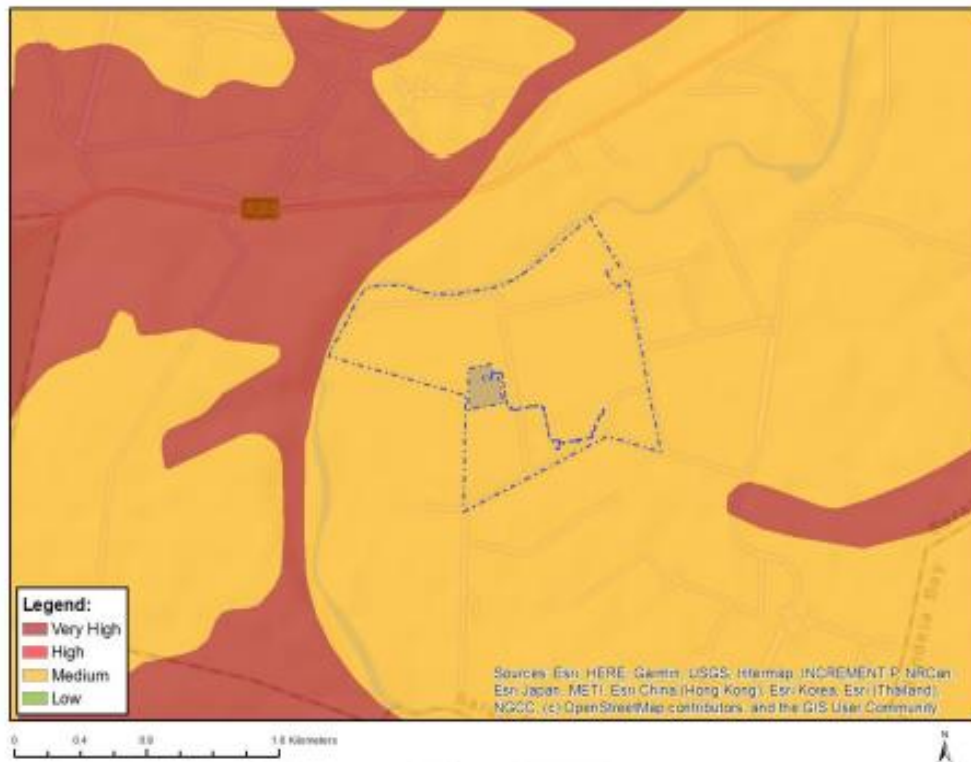 Legend:
Very High
High
Medium
Low
Sources: Esri, HERE, Garmin, USGS, Intermap, INCREMENT P, NRCan,
Esri Japan, METI, Esri China (Hong Kong), Esri Korea, Esri (Thailand),
NGCC, (c) OpenStreetMap contributors, and the GIS User Community
0 0.4 0.8 1.6 Kilometers
N